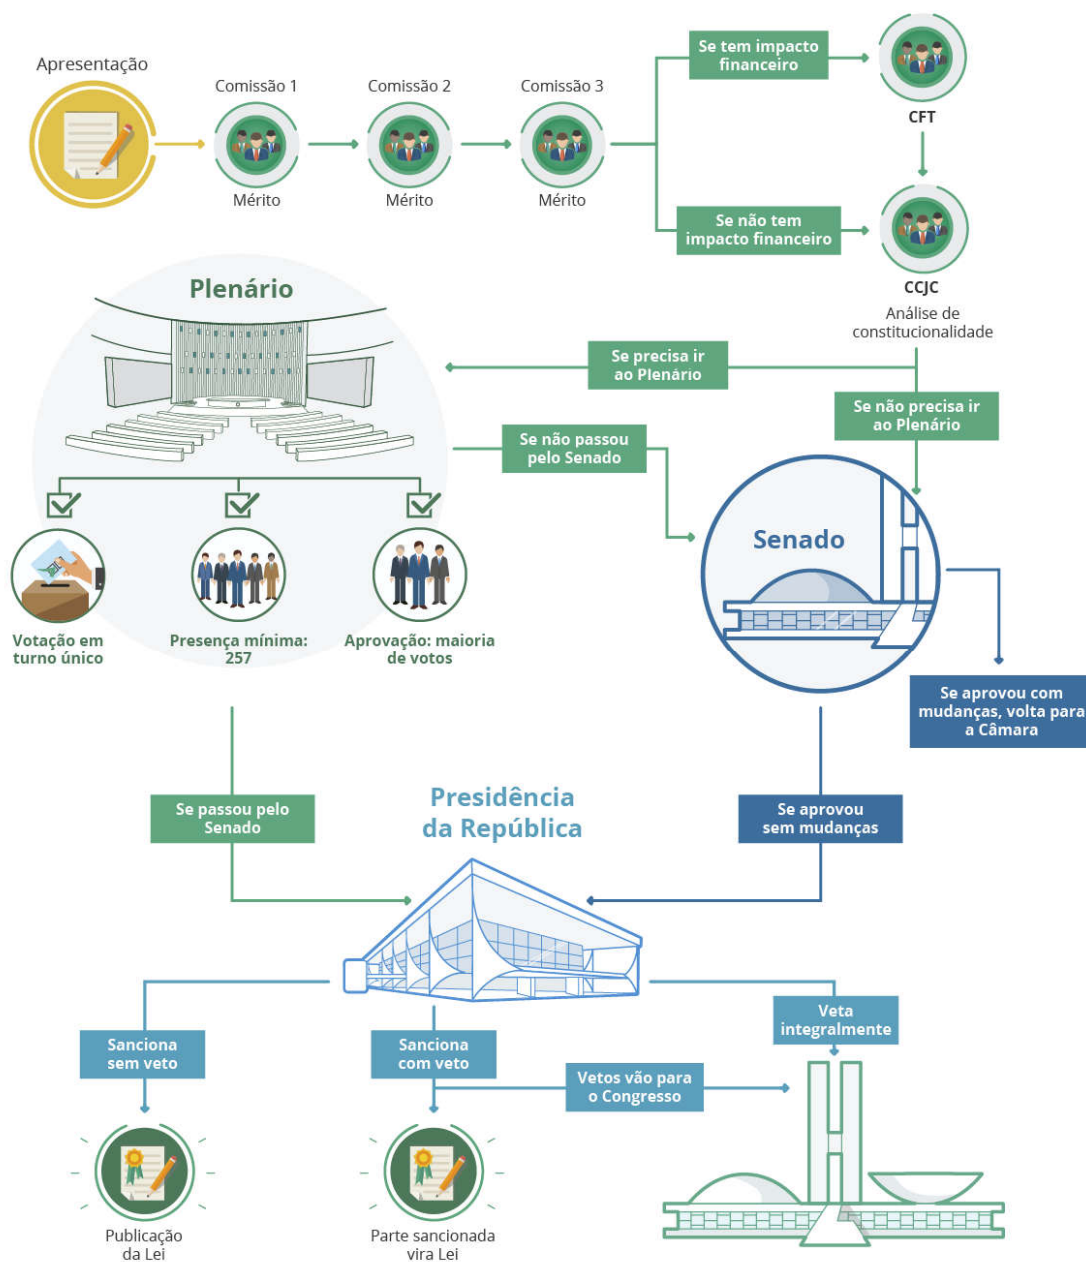 Apresentação
Comissão 1
Mérito
Comissão 2
Mérito
Comissão 3
Mérito
Se tem impacto
financeiro
CFT
Se não tem
impacto financeiro
CCJC
Análise de
constitucionalidade
Plenário
Se precisa ir
ao Plenário
Se não precisa ir
ao Plenário
Se não passou
pelo Senado
Senado
Votação em
turno único
Presença mínima:
257
Aprovação: maioria
de votos
Se aprovou com
mudanças, volta para
a Câmara
Se passou pelo
Senado
Presidência
da República
Se aprovou
sem mudanças
Sanciona
sem veto
Sanciona
com veto
Veta
integralmente
Vetos vão para
o Congresso
Publicação
da Lei
Parte sancionada
vira Lei